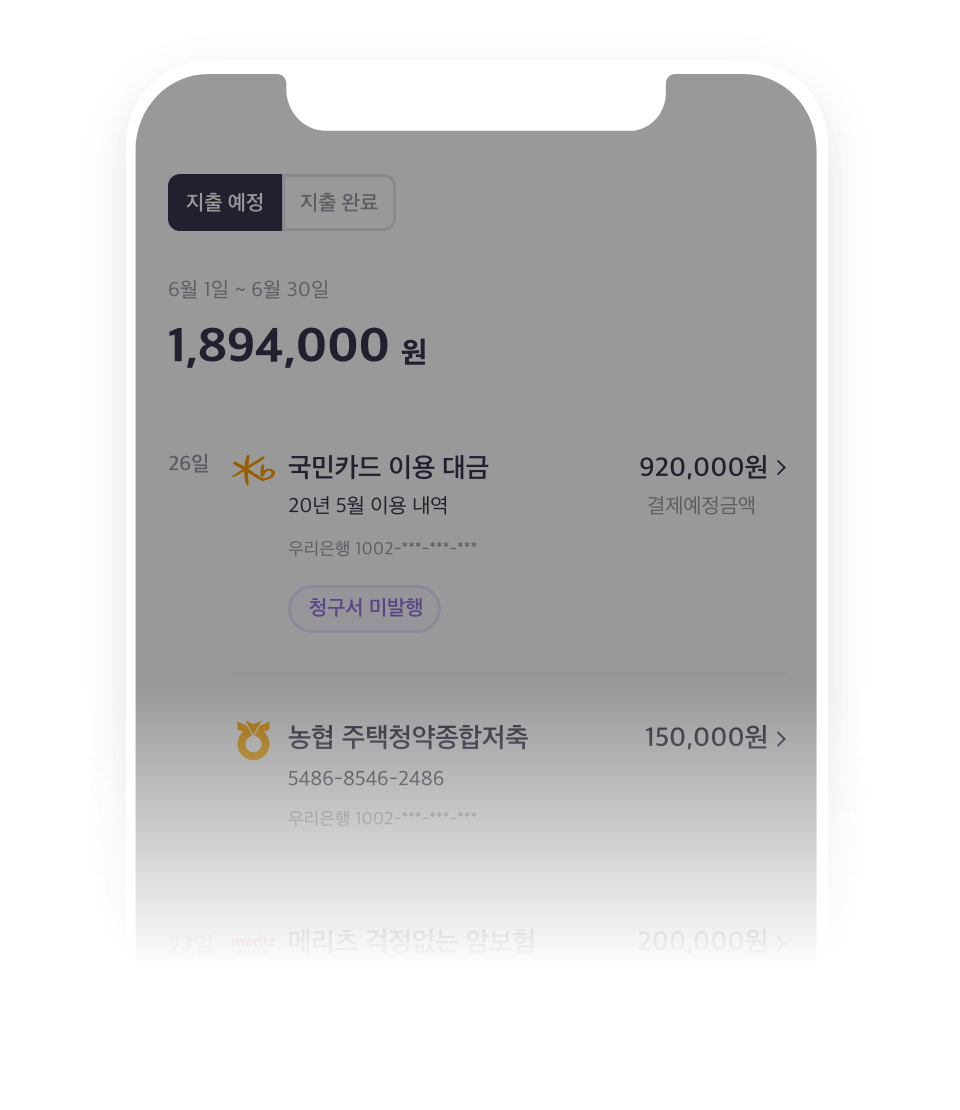 지출 예정 지출 완료
6월 1일 ~ 6월 30일
1,894,000 원
26일 국민카드 이용 대금 920,000원
20년 5월 이용 내역 결제예정금액
우리은행 1002-***-***-***
청구서 미발행
농협 주택청약종합저축 150,000원
5486-8546-2486
우리은행 1002-***-***-***
27일 meritz 메리츠 걱정없는 암보험 200,000원